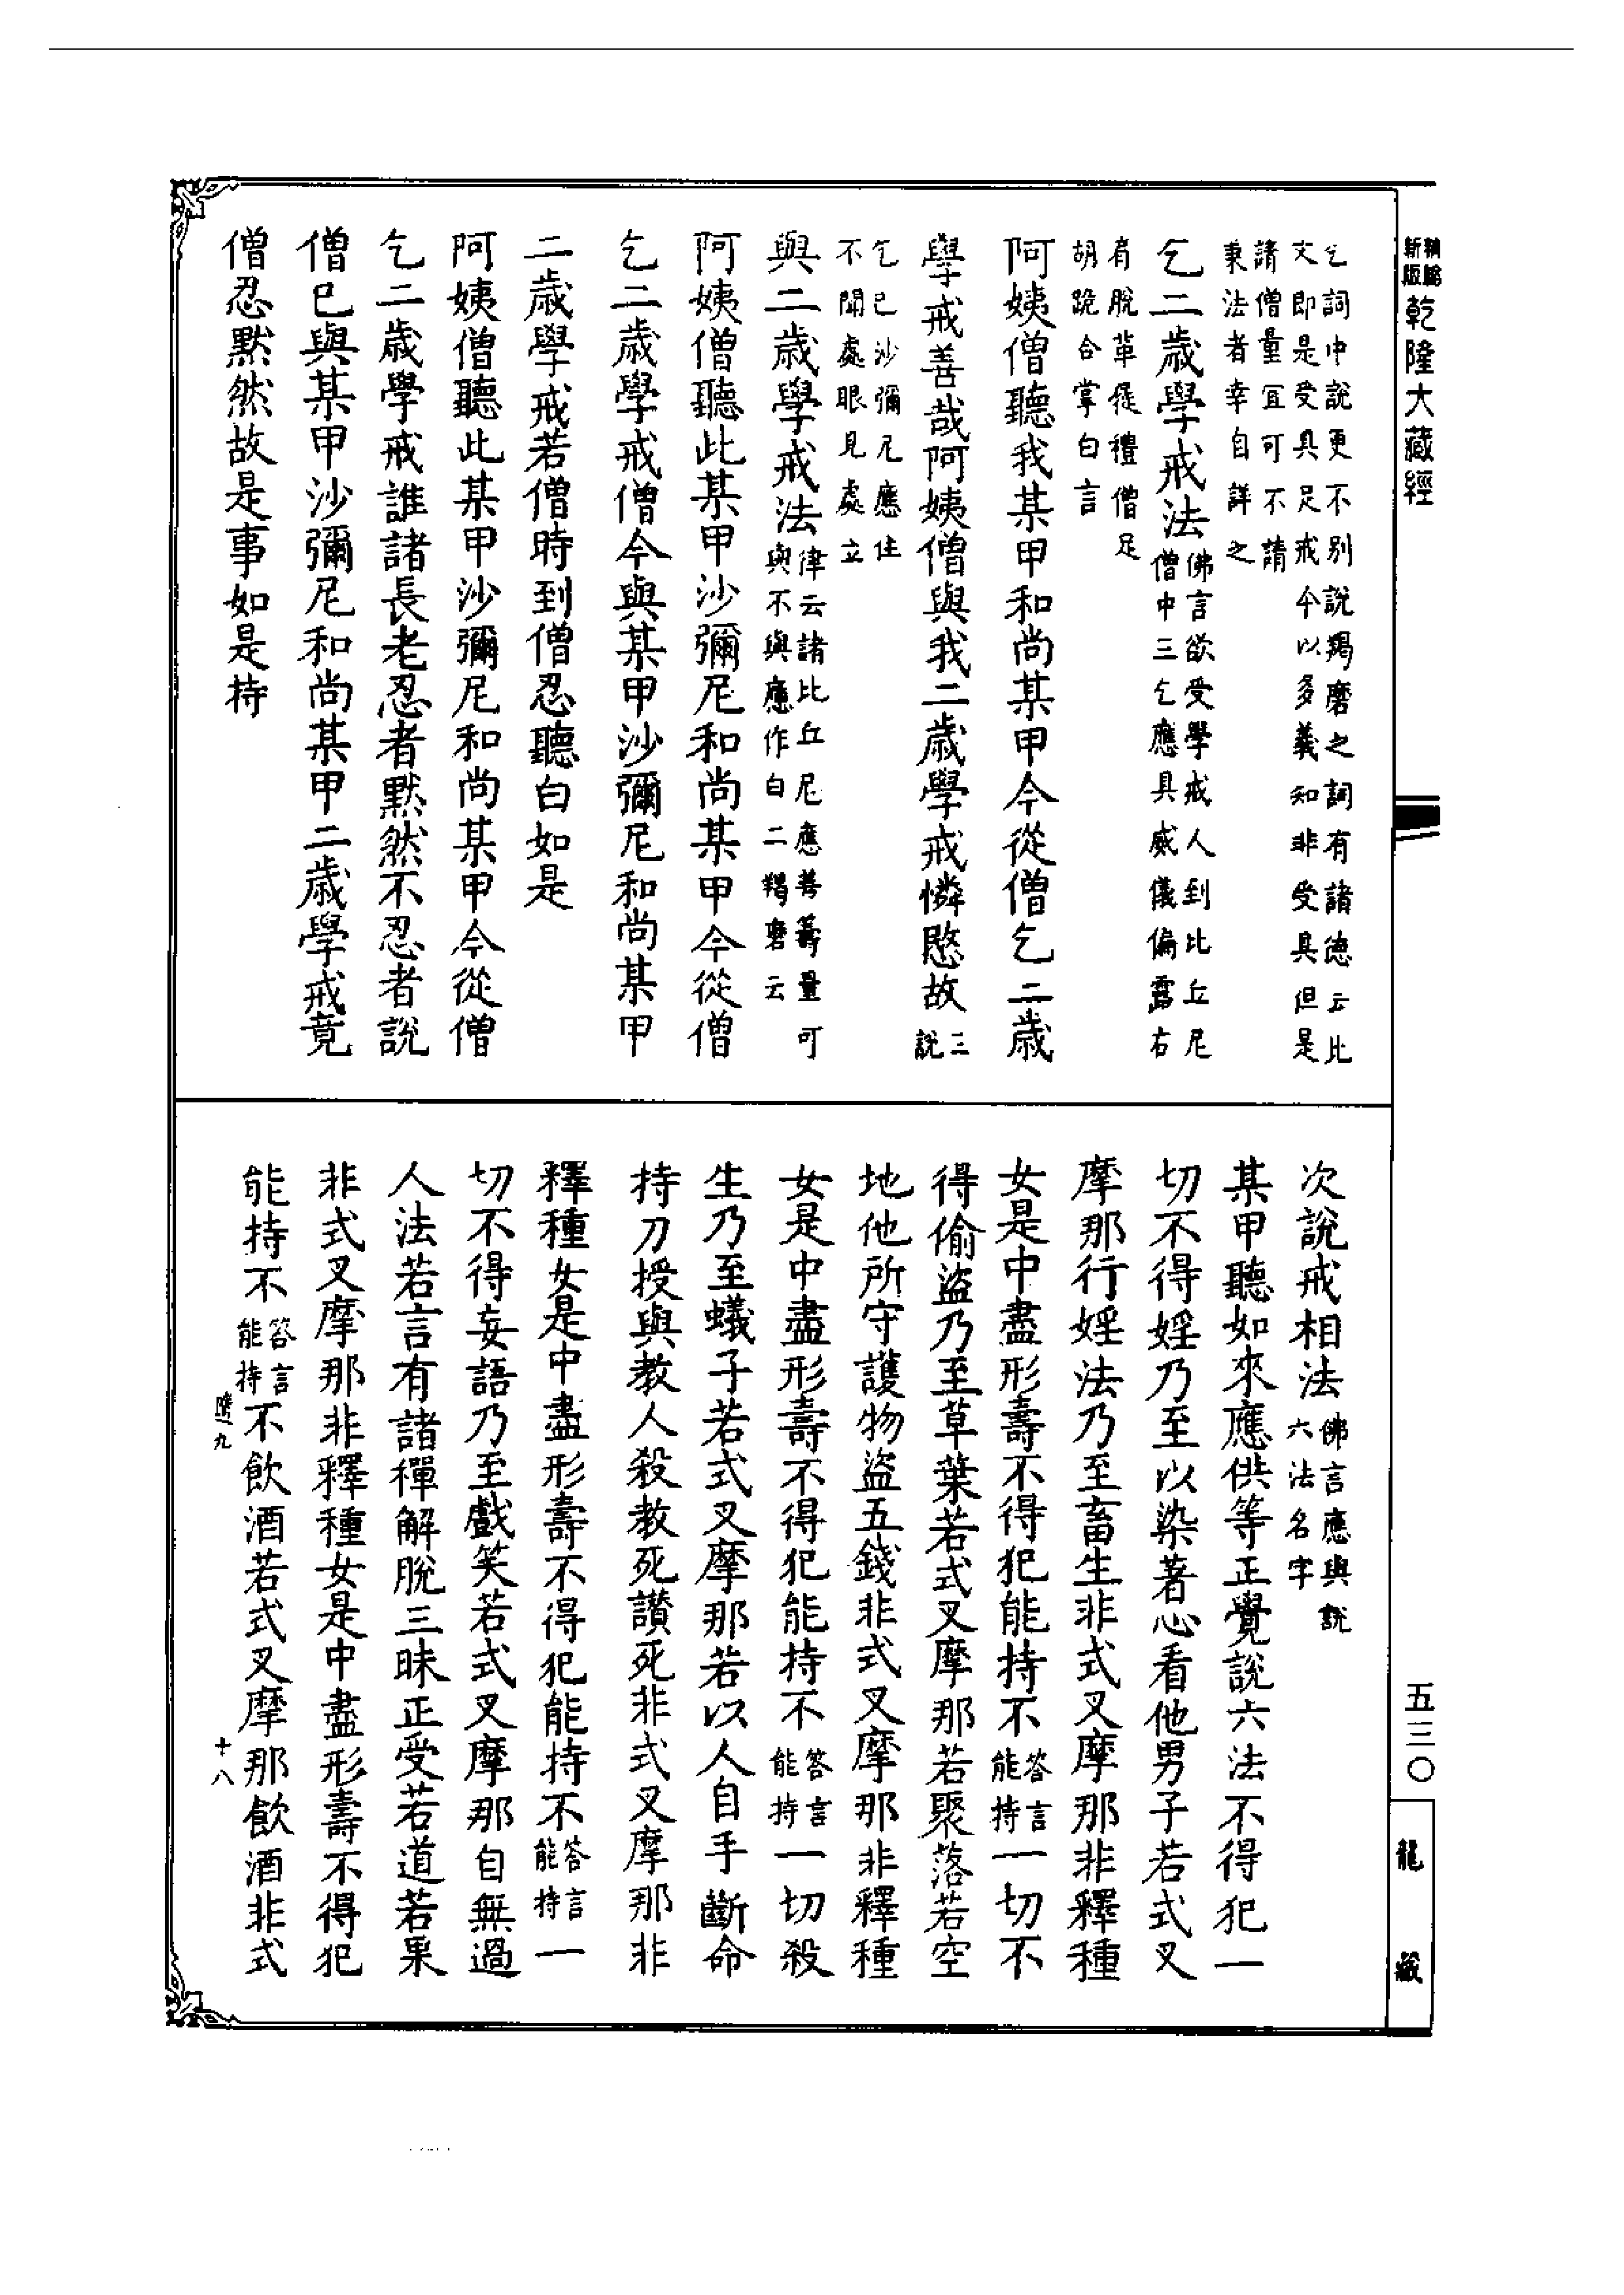 新版
乾隆大藏經
乞詞中說更不別說羯磨之詞有諸德云比
文即是受具足戒今以多義知非受具但是
請僧量宜可不請
秉法者幸自詳之
乞二歲學戒法佛言欲受學戒人到比丘尼
僧中三乞應具威儀偏露右
肩脫革屣禮僧足
胡跪合掌白言
阿姨僧聽我某甲和尚某甲今從僧乞二歲
學戒善哉阿姨僧與我二歲學戒憐愍故三說
乞已沙彌尼應住
不聞處眼見處立
與二歲學戒法律云諸比丘尼應善籌量可
與不與應作白二羯磨云
阿姨僧聽此某甲沙彌尼和尚某甲今從僧
乞二歲學戒僧今與某甲沙彌尼和尚某甲
二歲學戒若僧時到僧忍聽白如是
阿姨僧聽此某甲沙彌尼和尚某甲今從僧
乞二歲學戒誰諸長老忍者默然不忍者說
僧已與某甲沙彌尼和尚某甲二歲學戒竟
僧忍默然故是事如是持
次說戒相法佛言應與說
六法名字
某甲聽如來應供等正覺說六法不得犯一
切不得婬乃至以染著心看他男子若式叉
摩那行婬法乃至畜生非式叉摩那非釋種
女是中盡形壽不得犯能持不答言能持一切不
得偷盜乃至草葉若式叉摩那若聚落若空
地他所守護物盜五錢非式叉摩那非釋種
女是中盡形壽不得犯能持不答言能持一切殺
生乃至蟻子若式叉摩那若以人自手斷命
持刀授與教人殺教死讚死非式叉摩那非
釋種女是中盡形壽不得犯能持不答言能持一
切不得妄語乃至戲笑若式叉摩那自無過
人法若言有諸禪解脫三昧正受若道若果
非式叉摩那非釋種女是中盡形壽不得犯
能持不答言能持不飲酒若式叉摩那飲酒非式
九
十八
五三〇
龍藏